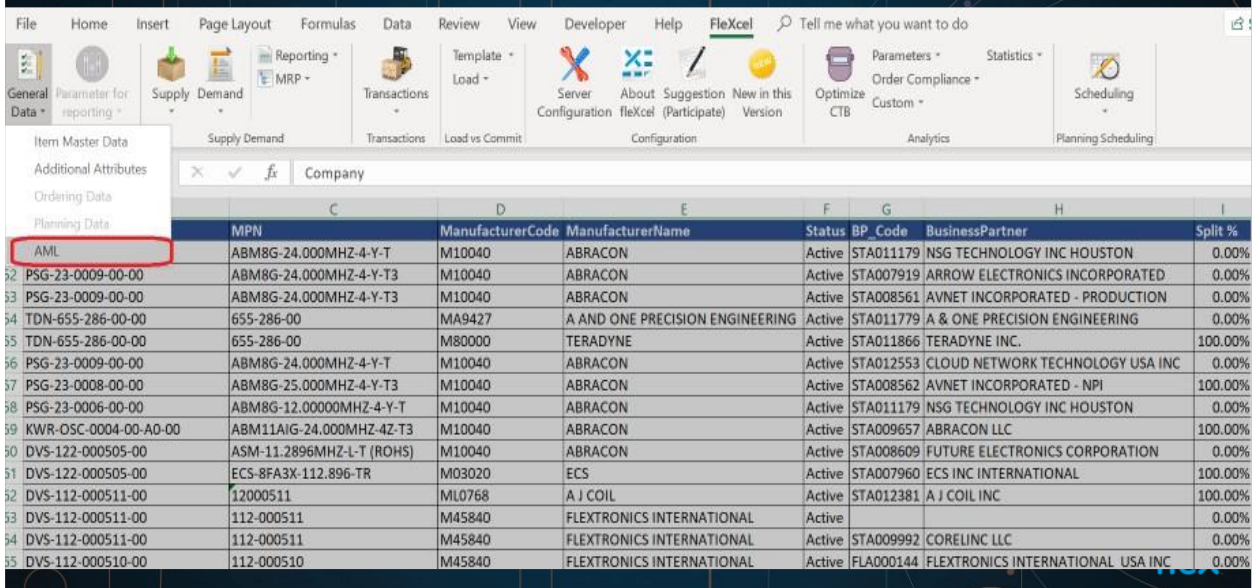 File Home Insert Page Layout Formulas Data Review View Developer Help FleXcel Tell me what you want to do
General Data Parameter for reporting Supply Demand Reporting MRP Transactions Template Load Server Configuration About fleXcel Suggestion (Participate) New in this Version Optimize CTB Parameters Order Compliance Custom Statistics Scheduling
Supply Demand Transactions Load vs Commit Configuration Analytics Planning Scheduling
Item Master Data
Additional Attributes
Ordering Data
Planning Data
AML
fx Company
C D E F G H I
MPN ManufacturerCode ManufacturerName Status BP_Code BusinessPartner Split %
ABM8G-24.000MHZ-4-Y-T M10040 ABRACON Active STA011179 NSG TECHNOLOGY INC HOUSTON 0.00%
52 PSG-23-0009-00-00 ABM8G-24.000MHZ-4-Y-T3 M10040 ABRACON Active STA007919 ARROW ELECTRONICS INCORPORATED 0.00%
53 PSG-23-0009-00-00 ABM8G-24.000MHZ-4-Y-T3 M10040 ABRACON Active STA008561 AVNET INCORPORATED - PRODUCTION 0.00%
54 TDN-655-286-00-00 655-286-00 MA9427 A AND ONE PRECISION ENGINEERING Active STA011779 A & ONE PRECISION ENGINEERING 0.00%
55 TDN-655-286-00-00 655-286-00 M80000 TERADYNE Active STA011866 TERADYNE INC. 100.00%
56 PSG-23-0009-00-00 ABM8G-24.000MHZ-4-Y-T M10040 ABRACON Active STA012553 CLOUD NETWORK TECHNOLOGY USA INC 0.00%
57 PSG-23-0008-00-00 ABM8G-25.000MHZ-4-Y-T3 M10040 ABRACON Active STA008562 AVNET INCORPORATED - NPI 100.00%
58 PSG-23-0006-00-00 ABM8G-12.00000MHZ-4-Y-T M10040 ABRACON Active STA011179 NSG TECHNOLOGY INC HOUSTON 0.00%
59 KWR-OSC-0004-00-A0-00 ABM11AIG-24.000MHZ-4Z-T3 M10040 ABRACON Active STA009657 ABRACON LLC 100.00%
60 DVS-122-000505-00 ASM-11.2896MHZ-L-T (ROHS) M10040 ABRACON Active STA008609 FUTURE ELECTRONICS CORPORATION 0.00%
61 DVS-122-000505-00 ECS-8FA3X-112.896-TR M03020 ECS Active STA007960 ECS INC INTERNATIONAL 100.00%
62 DVS-112-000511-00 12000511 ML0768 A J COIL Active STA012381 A J COIL INC 100.00%
63 DVS-112-000511-00 112-000511 M45840 FLEXTRONICS INTERNATIONAL Active 0.00%
64 DVS-112-000511-00 112-000511 M45840 FLEXTRONICS INTERNATIONAL Active STA009992 CORELINC LLC 0.00%
65 DVS-112-000510-00 112-000510 M45840 FLEXTRONICS INTERNATIONAL Active FLA000144 FLEXTRONICS INTERNATIONAL USA INC 0.00%